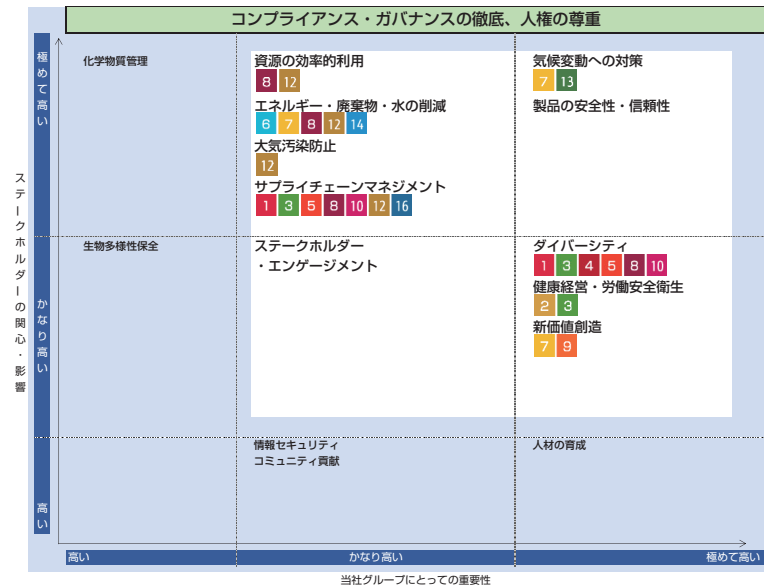 コンプライアンス・ガバナンスの徹底、人権の尊重
ステークホルダーの関心・影響
極めて高い
かなり高い
高い
化学物質管理
資源の効率的利用
8 12
エネルギー・廃棄物・水の削減
6 7 8 12 14
大気汚染防止
12
サプライチェーンマネジメント
1 3 5 8 10 12 16
気候変動への対策
7 13
製品の安全性・信頼性
生物多様性保全
ステークホルダー
・エンゲージメント
ダイバーシティ
1 3 4 5 8 10
健康経営・労働安全衛生
2 3
新価値創造
7 9
情報セキュリティ
コミュニティ貢献
人材の育成
高い
かなり高い
極めて高い
当社グループにとっての重要性